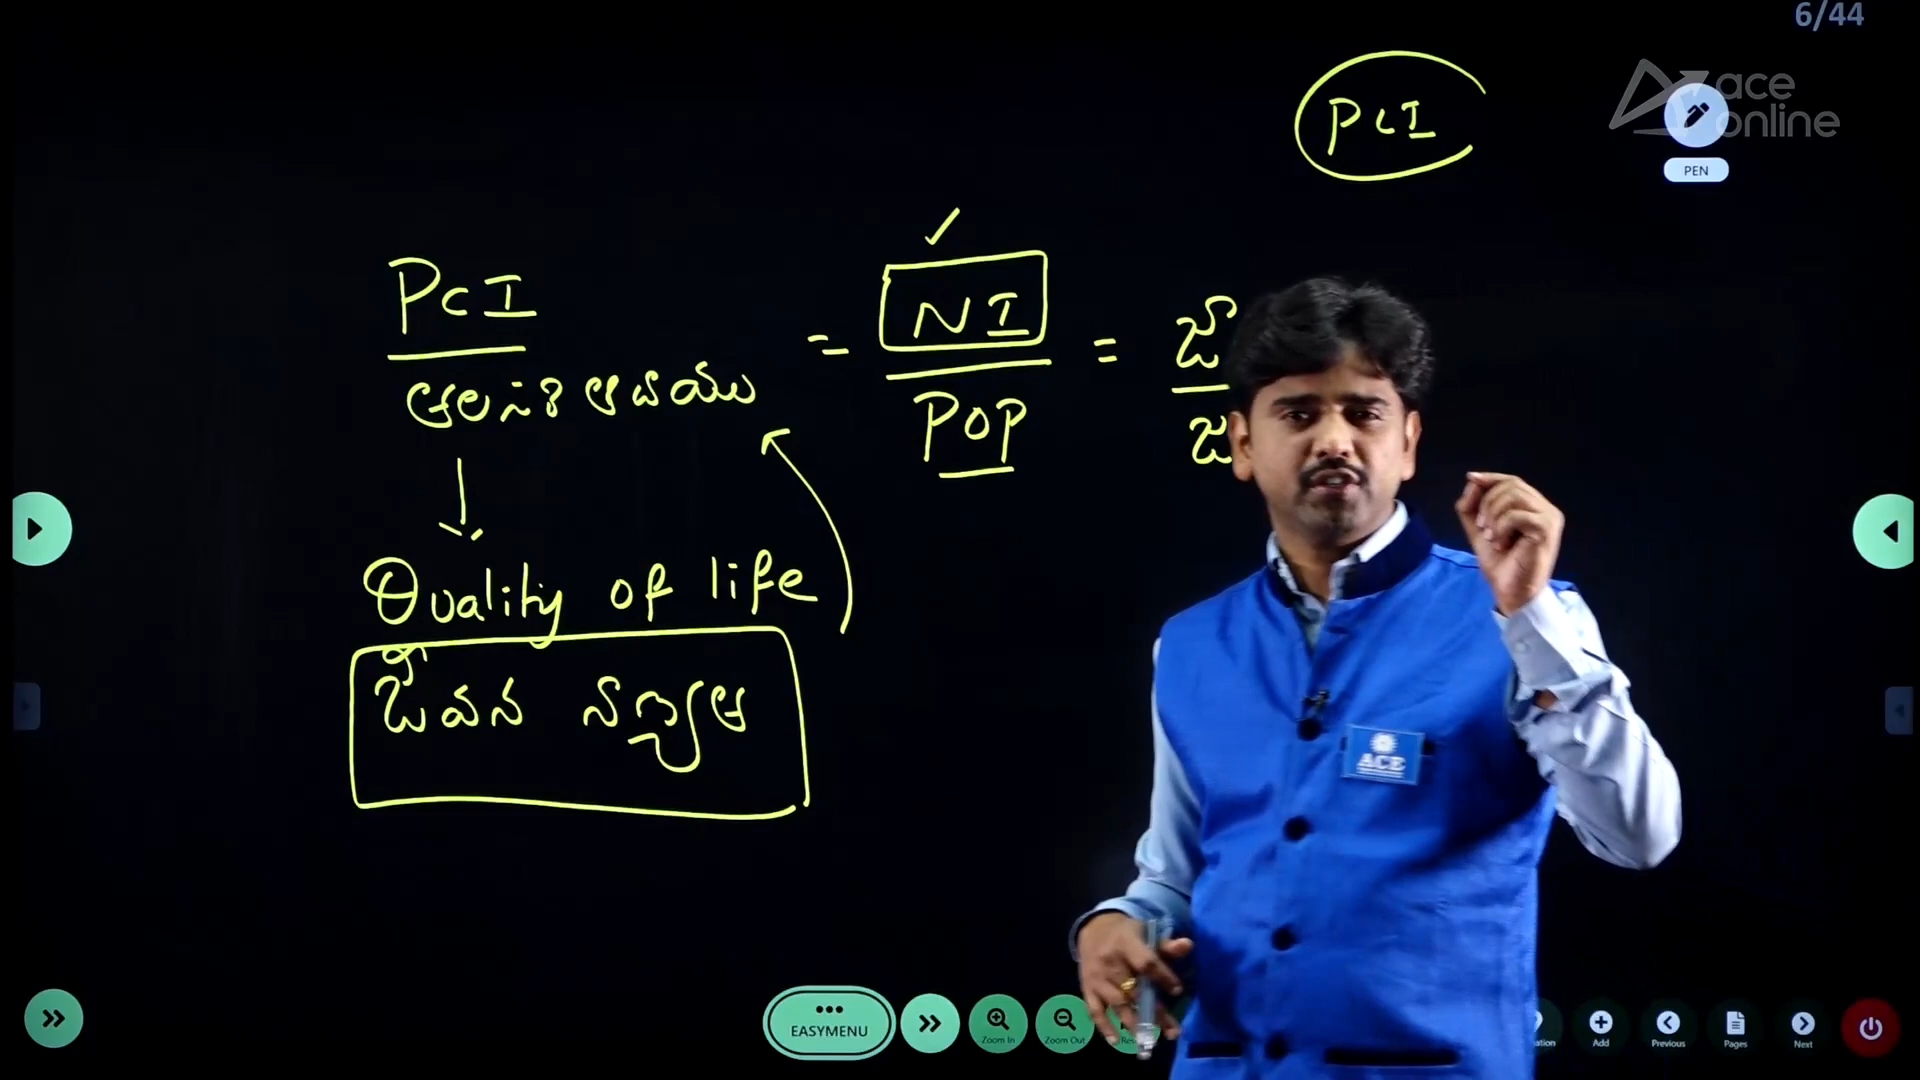 6/44
ace
online
PEN
PCI
✓
PCI = NI / POP =
తలసరి ఆదాయము
↓
Quality of life
జీవన
ACE
EASYMENU
Zoom In
Zoom Out
Add
Previous
Pages
Next